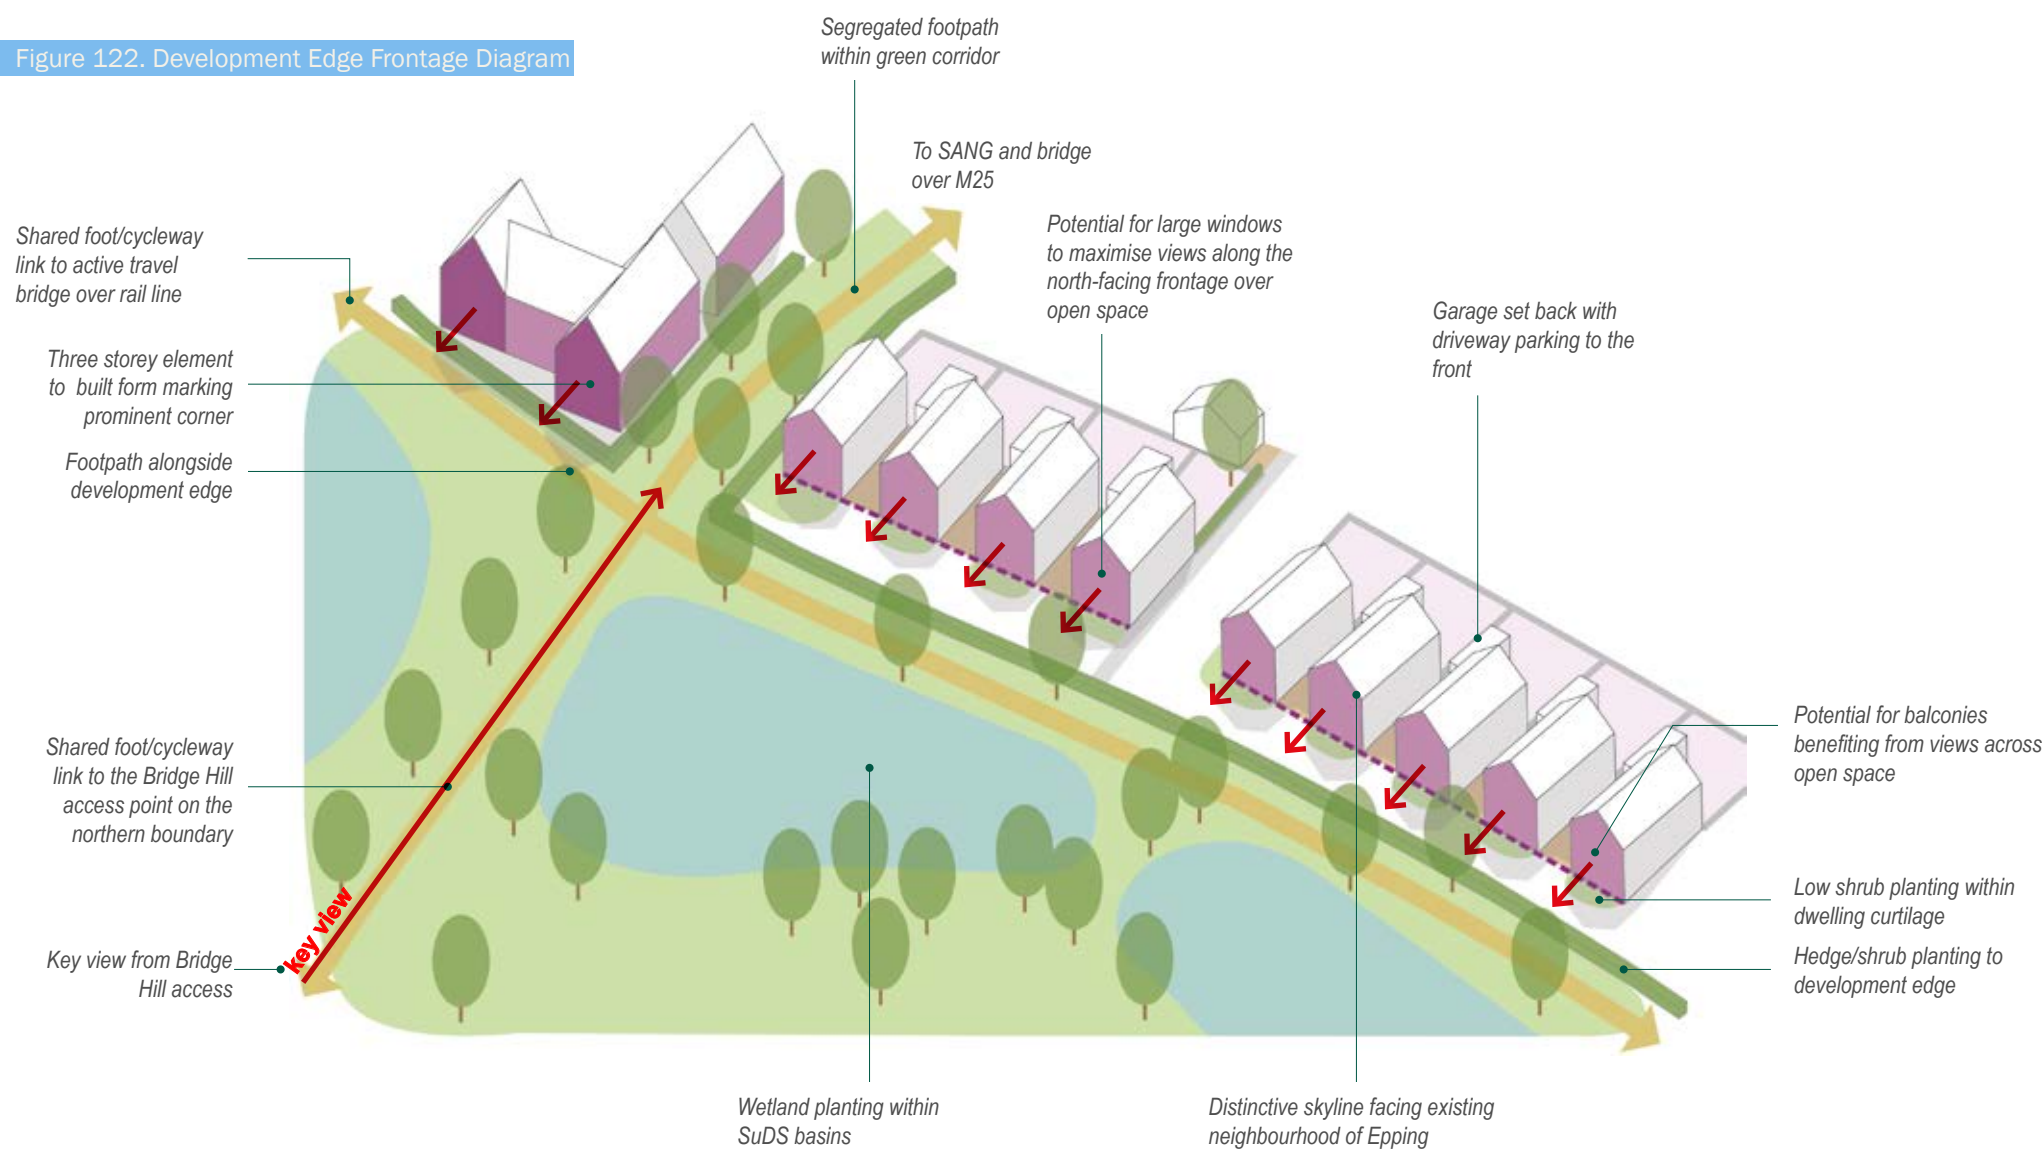 Figure 122. Development Edge Frontage Diagram
Segregated footpath
within green corridor
To SANG and bridge
over M25
Potential for large windows
to maximise views along the
north-facing frontage over
open space
Garage set back with
driveway parking to the
front
Shared foot/cycleway
link to active travel
bridge over rail line
Three storey element
to built form marking
prominent corner
Footpath alongside
development edge
Shared foot/cycleway
link to the Bridge Hill
access point on the
northern boundary
key view
Key view from Bridge
Hill access
Potential for balconies
benefiting from views across
open space
Low shrub planting within
dwelling curtilage
Hedge/shrub planting to
development edge
Wetland planting within
SuDS basins
Distinctive skyline facing existing
neighbourhood of Epping